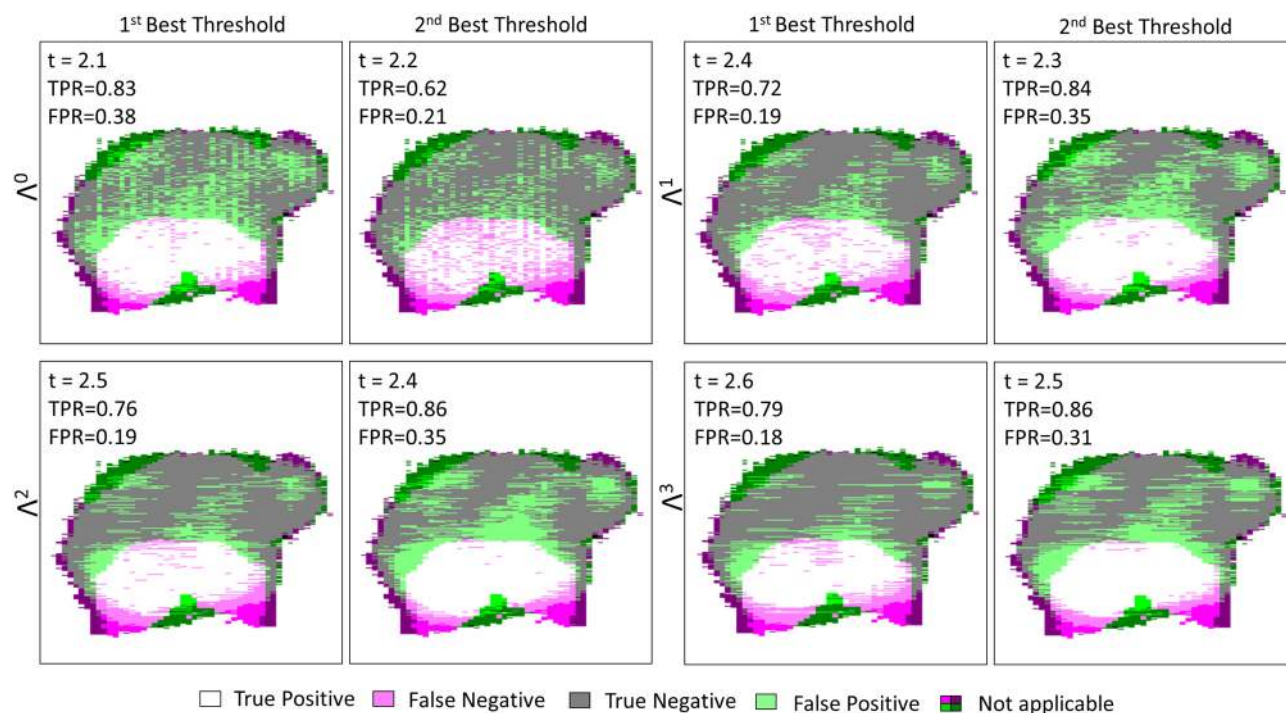 1st Best Threshold
2nd Best Threshold
1st Best Threshold
2nd Best Threshold
Λ0
t = 2.1
TPR=0.83
FPR=0.38
t = 2.2
TPR=0.62
FPR=0.21
Λ1
t = 2.4
TPR=0.72
FPR=0.19
t = 2.3
TPR=0.84
FPR=0.35
Λ2
t = 2.5
TPR=0.76
FPR=0.19
t = 2.4
TPR=0.86
FPR=0.35
Λ3
t = 2.6
TPR=0.79
FPR=0.18
t = 2.5
TPR=0.86
FPR=0.31
True Positive
False Negative
True Negative
False Positive
Not applicable